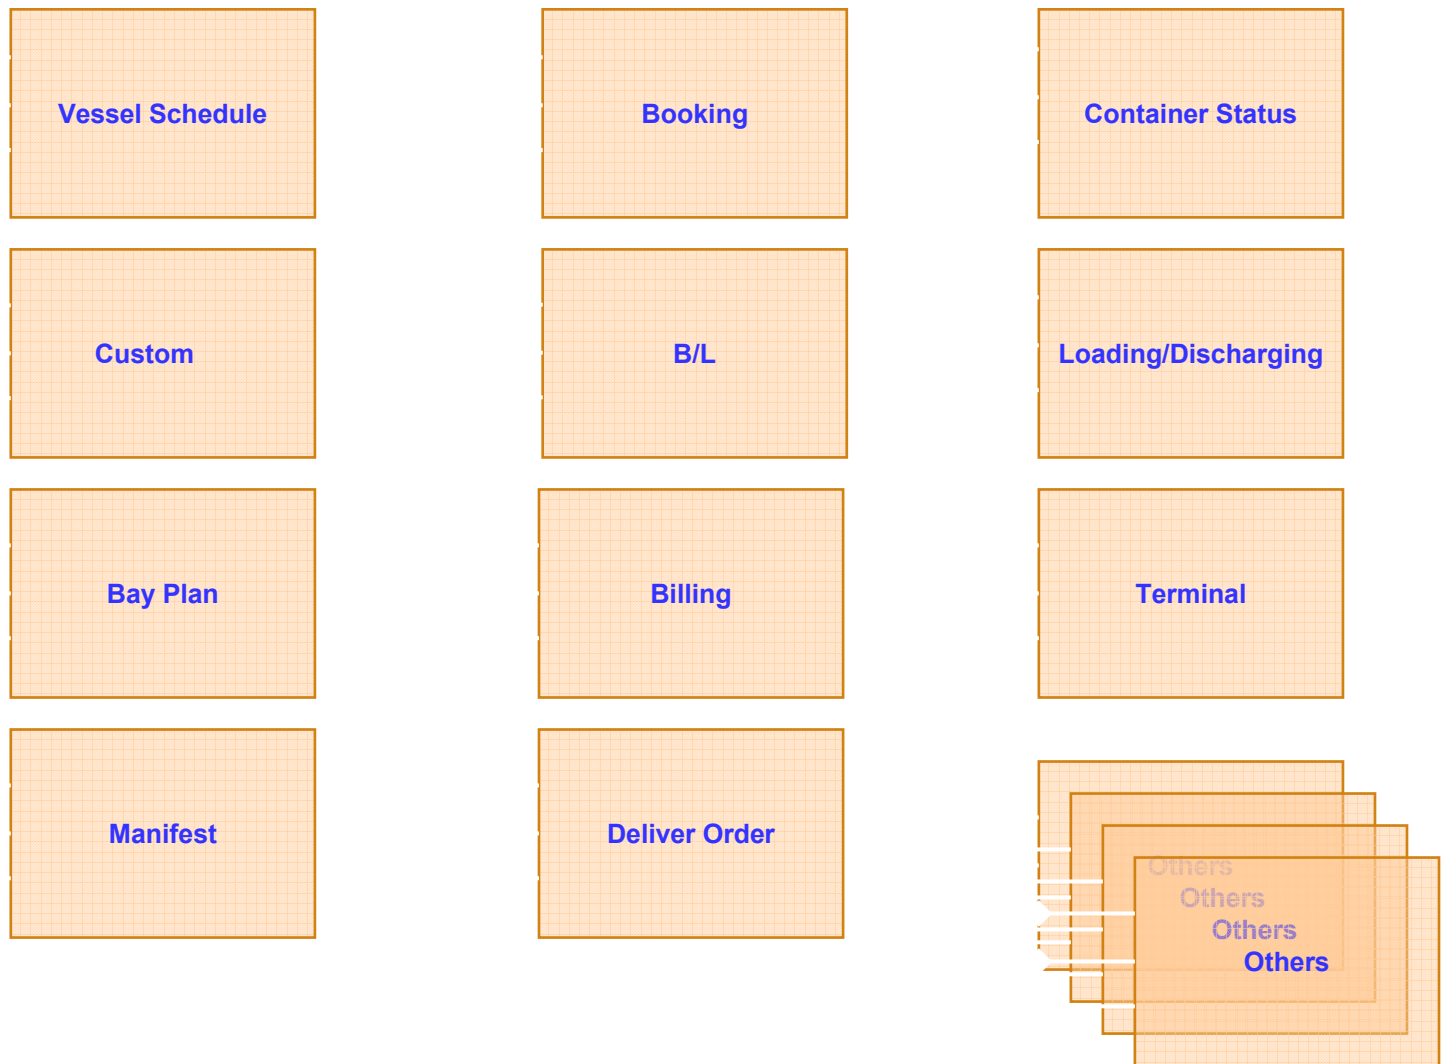 Vessel Schedule
Booking
Container Status
Custom
B/L
Loading/Discharging
Bay Plan
Billing
Terminal
Manifest
Deliver Order
Others
Others
Others
Others